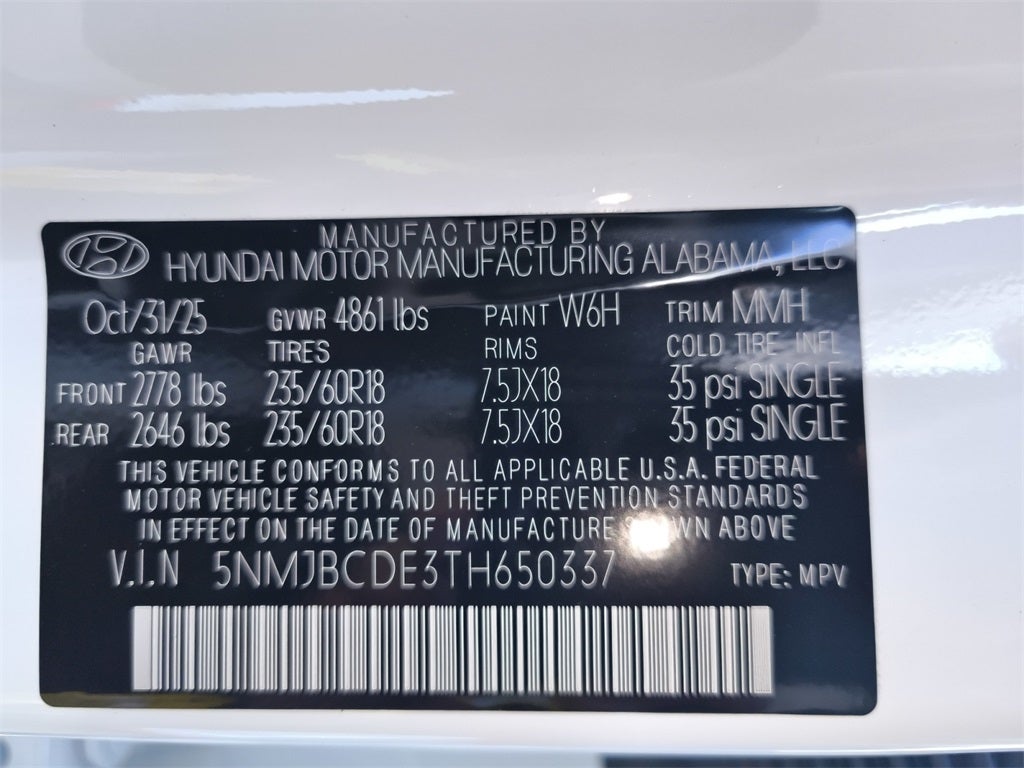 MANUFACTURED BY
HYUNDAI MOTOR MANUFACTURING ALABAMA, LLC
Oct/31/25 GVWR 4861 lbs PAINT W6H TRIM MMH
GAWR TIRES RIMS COLD TIRE INFL
FRONT 2778 lbs 235/60R18 7.5JX18 35 psi SINGLE
REAR 2646 lbs 235/60R18 7.5JX18 35 psi SINGLE
THIS VEHICLE CONFORMS TO ALL APPLICABLE U.S.A. FEDERAL
MOTOR VEHICLE SAFETY AND THEFT PREVENTION STANDARDS
IN EFFECT ON THE DATE OF MANUFACTURE SHOWN ABOVE
V.I.N 5NMJBCDE3TH650337 TYPE: MPV